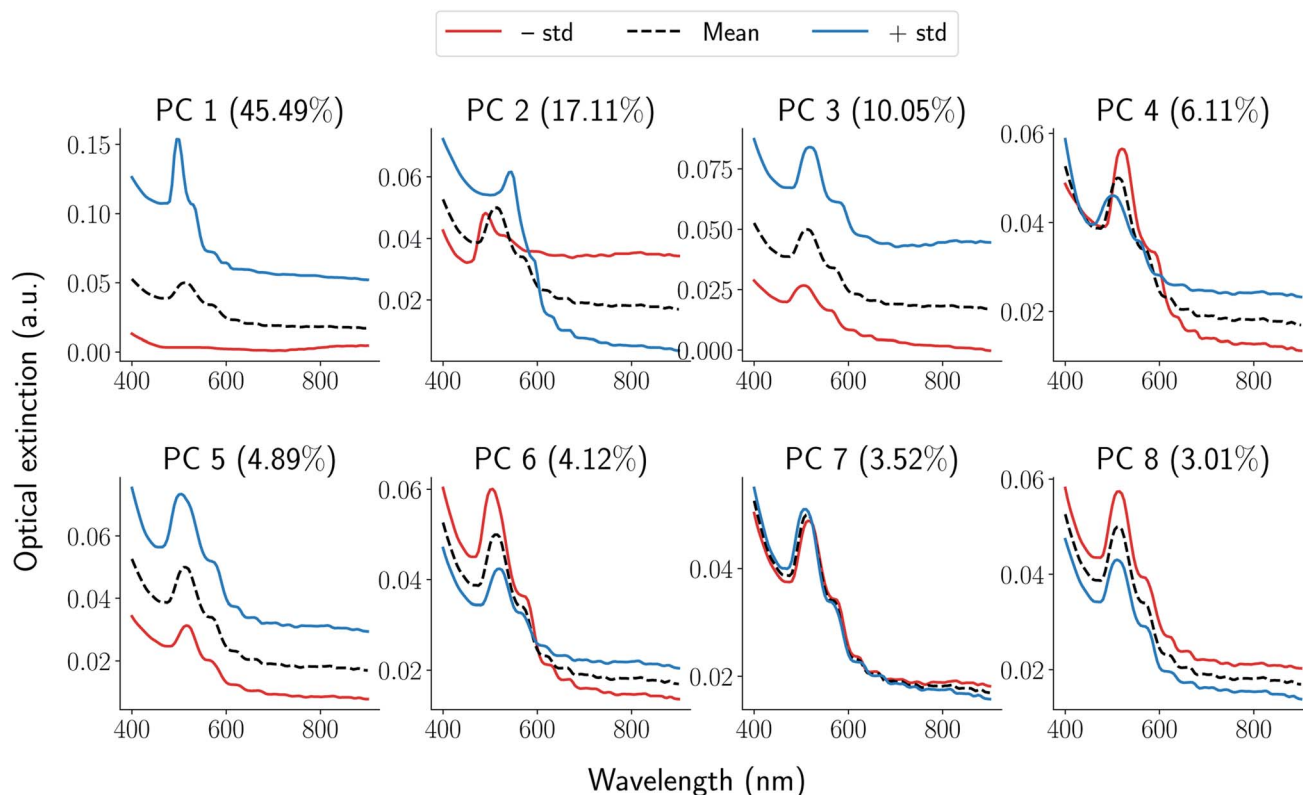 – std Mean + std
PC 1 (45.49%) PC 2 (17.11%) PC 3 (10.05%) PC 4 (6.11%)
0.15
0.10
0.05
0.00
400 600 800
0.06
0.04
0.02
400 600 800
0.075
0.050
0.025
0.000
400 600 800
0.06
0.04
0.02
400 600 800
PC 5 (4.89%) PC 6 (4.12%) PC 7 (3.52%) PC 8 (3.01%)
0.06
0.04
0.02
400 600 800
0.06
0.04
0.02
400 600 800
0.04
0.02
400 600 800
0.06
0.04
0.02
400 600 800
Optical extinction (a.u.)
Wavelength (nm)